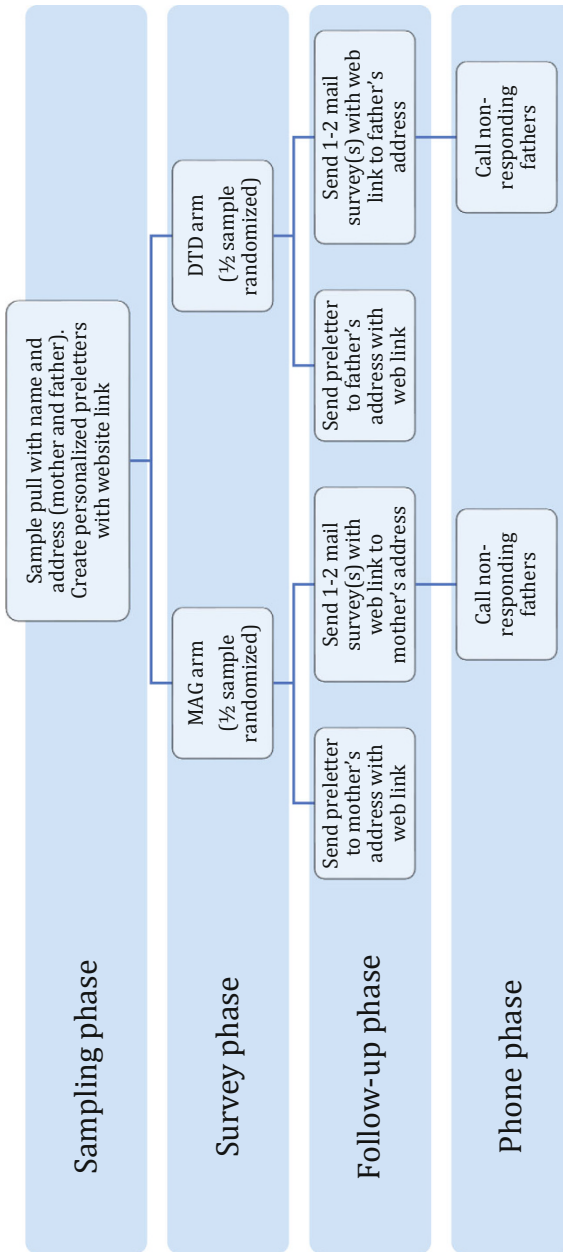 Sampling phase
Sample pull with name and
address (mother and father).
Create personalized preletters
with website link
Survey phase
MAG arm
(½ sample
randomized)
DTD arm
(½ sample
randomized)
Follow-up phase
Send preletter
to mother's
address with
web link
Send 1-2 mail
survey(s) with
web link to
mother's address
Send preletter
to father's
address with
web link
Send 1-2 mail
survey(s) with web
link to father's
address
Phone phase
Call non-
responding
fathers
Call non-
responding
fathers